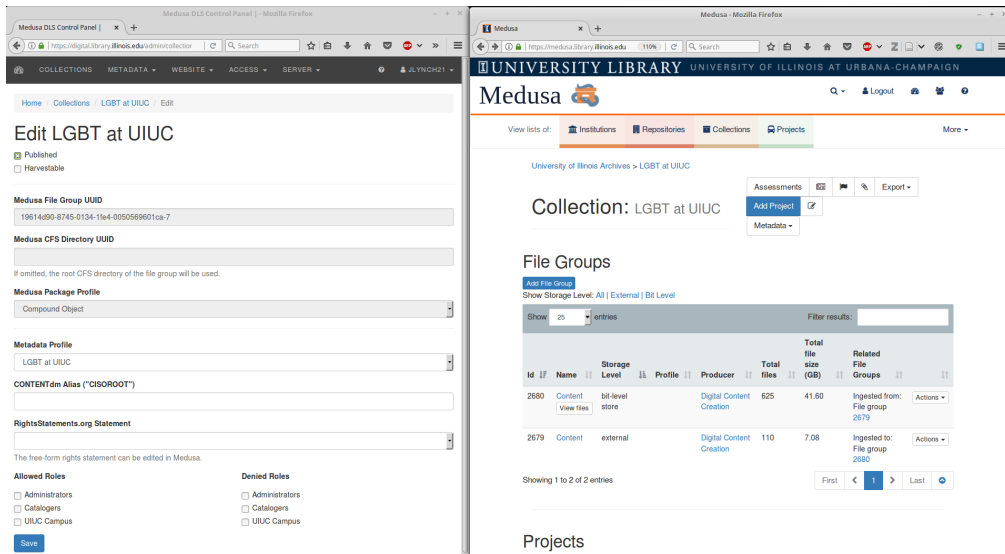 Medusa DLS Control Panel | - Mozilla Firefox
Medusa DLS Control Panel |
https://digital.library.illinois.edu/admin/collection
Search
COLLECTIONS METADATA WEBSITE ACCESS SERVER JLYNCH21
Home / Collections / LGBT at UIUC / Edit
Edit LGBT at UIUC
Published
Harvestable
Medusa File Group UUID
19614d90-8745-0134-1fe4-0050569601ca-7
Medusa CFS Directory UUID
If omitted, the root CFS directory of the file group will be used.
Medusa Package Profile
Compound Object
Metadata Profile
LGBT at UIUC
CONTENTdm Alias ("CISOROOT")
RightsStatements.org Statement
The free-form rights statement can be edited in Medusa.
Allowed Roles Denied Roles
Administrators Administrators
Catalogers Catalogers
UIUC Campus UIUC Campus
Save
Medusa - Mozilla Firefox
Medusa
https://medusa.library.illinois.edu 110% Search
I UNIVERSITY LIBRARY UNIVERSITY OF ILLINOIS AT URBANA-CHAMPAIGN
Medusa
Logout
View lists of: Institutions Repositories Collections Projects More
University of Illinois Archives > LGBT at UIUC
Assessments Export
Collection: LGBT at UIUC
Add Project
Metadata
File Groups
Add File Group
Show Storage Level: All | External | Bit Level
Show 25 entries Filter results:
Id Name Storage Level Profile Producer Total files Total file size (GB) Related File Groups
2680 Content bit-level store Digital Content Creation 625 41.60 Ingested from: File group 2679 Actions
View files
2679 Content external Digital Content Creation 110 7.08 Ingested to: File group 2680 Actions
Showing 1 to 2 of 2 entries
First < 1 > Last
Projects